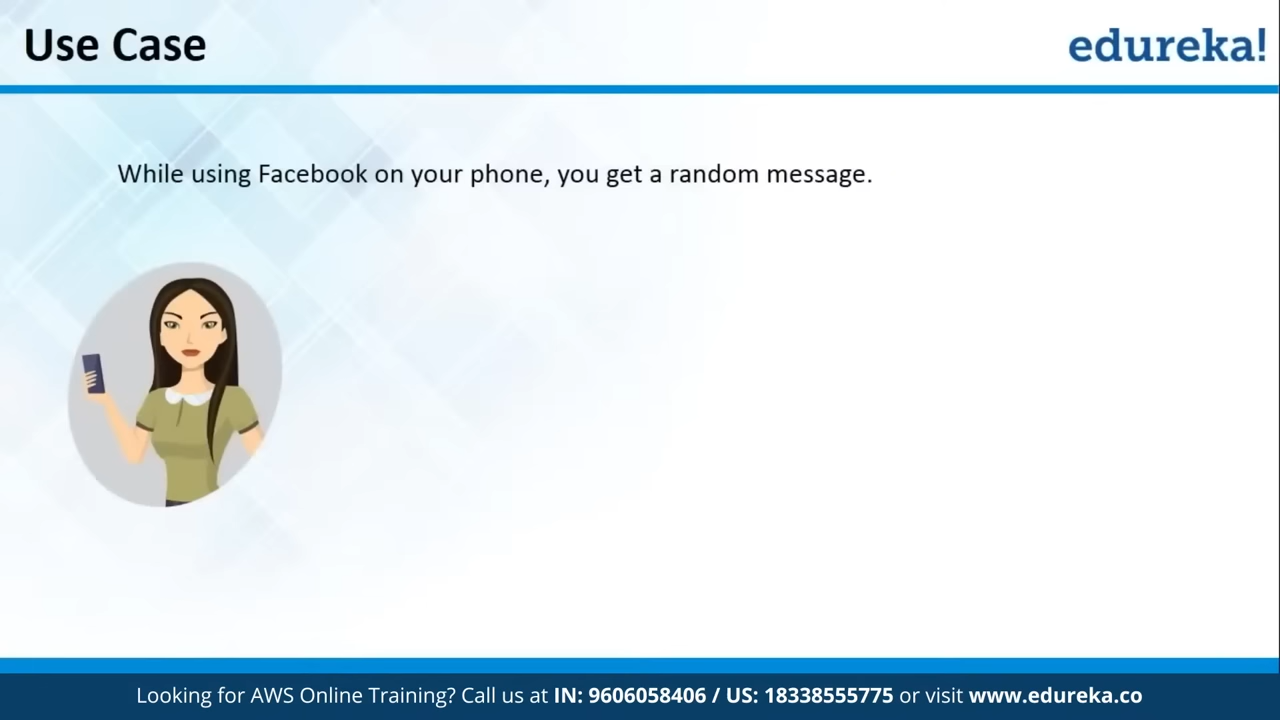 Use Case
edureka!
While using Facebook on your phone, you get a random message.
Looking for AWS Online Training? Call us at IN: 9606058406 / US: 18338555775 or visit www.edureka.co